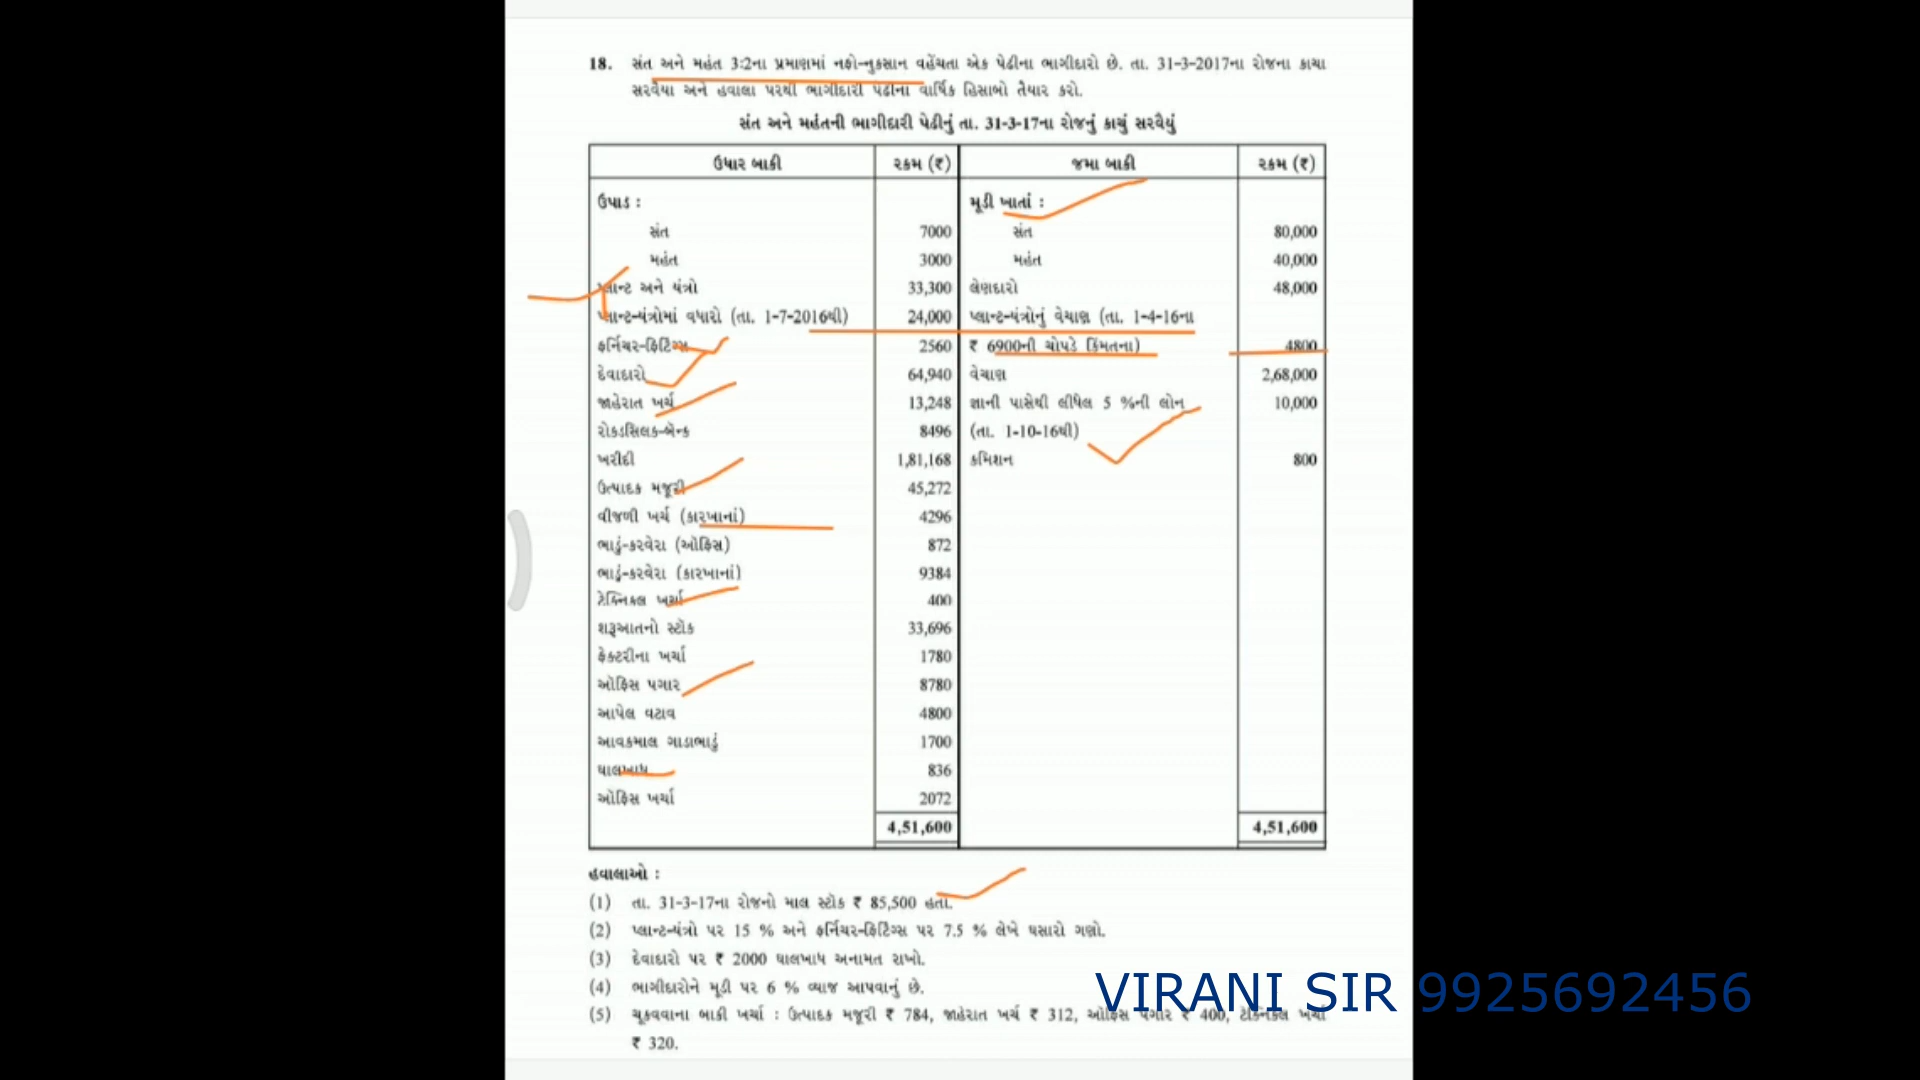 18. સંત અને મહંત 3:2ના પ્રમાણમાં નફો-નુકસાન વહેંચતા એક પેઢીના ભાગીદારો છે. તા. 31-3-2017ના રોજના કાચા
સરવૈયા અને હવાલા પરથી ભાગીદારી પેઢીના વાર્ષિક હિસાબો તૈયાર કરો.
સંત અને મહંતની ભાગીદારી પેઢીનું તા. 31-3-17ના રોજનું કાચું સરવૈયું
ઉધાર બાકી રકમ (₹) જમા બાકી રકમ (₹)
ઉપાડ : મૂડી ખાતાં :
સંત 7000 સંત 80,000
મહંત 3000 મહંત 40,000
પ્લાન્ટ અને યંત્રો 33,300 લેણદારો 48,000
પ્લાન્ટ-યંત્રોમાં વધારો (તા. 1-7-2016થી) 24,000 પ્લાન્ટ-યંત્રોનું વેચાણ (તા. 1-4-16ના
ફર્નિચર-ફિટિંગ્સ 2560 ₹ 6900ની ચોપડે કિંમતના) 4800
દેવાદારો 64,940 વેચાણ 2,68,000
જાહેરાત ખર્ચ 13,248 જ્ઞાની પાસેથી લીધેલ 5 %ની લોન 10,000
રોકડસિલક-બૅન્ક 8496 (તા. 1-10-16થી)
ખરીદી 1,81,168 કમિશન 800
ઉત્પાદક મજૂરી 45,272
વીજળી ખર્ચ (કારખાનાં) 4296
ભાડું-કરવેરા (ઑફિસ) 872
ભાડું-કરવેરા (કારખાનાં) 9384
ટેક્નિકલ ખર્ચા 400
શરૂઆતનો સ્ટૉક 33,696
ફેક્ટરીના ખર્ચા 1780
ઑફિસ પગાર 8780
આપેલ વટાવ 4800
આવકમાલ ગાડાભાડું 1700
ઘાલખાધ 836
ઑફિસ ખર્ચા 2072
4,51,600 4,51,600
હવાલાઓ :
(1) તા. 31-3-17ના રોજનો માલ સ્ટૉક ₹ 85,500 હતો.
(2) પ્લાન્ટ-યંત્રો પર 15 % અને ફર્નિચર-ફિટિંગ્સ પર 7.5 % લેખે ઘસારો ગણો.
(3) દેવાદારો પર ₹ 2000 ઘાલખાધ અનામત રાખો.
(4) ભાગીદારોને મૂડી પર 6 % વ્યાજ આપવાનું છે.
(5) ચૂકવવાના બાકી ખર્ચા : ઉત્પાદક મજૂરી ₹ 784, જાહેરાત ખર્ચ ₹ 312, ઑફિસ પગાર ₹ 400, ટેક્નિકલ ખર્ચા
₹ 320.
VIRANI SIR 9925692456